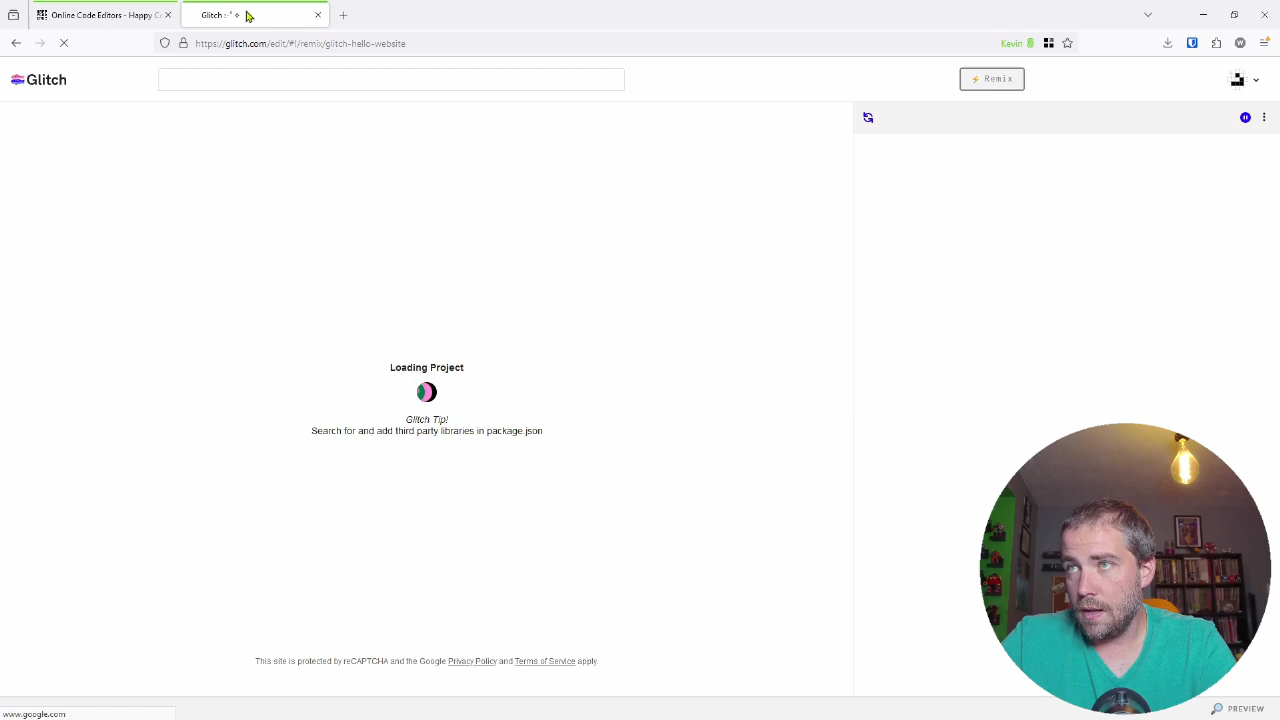 Online Code Editors - Happy C
Glitch :･ﾟ✧
https://glitch.com/edit/#!/remix/glitch-hello-website
Kevin
W
Glitch
Remix
Loading Project
Glitch Tip!
Search for and add third party libraries in package.json
This site is protected by reCAPTCHA and the Google Privacy Policy and Terms of Service apply.
www.google.com
PREVIEW